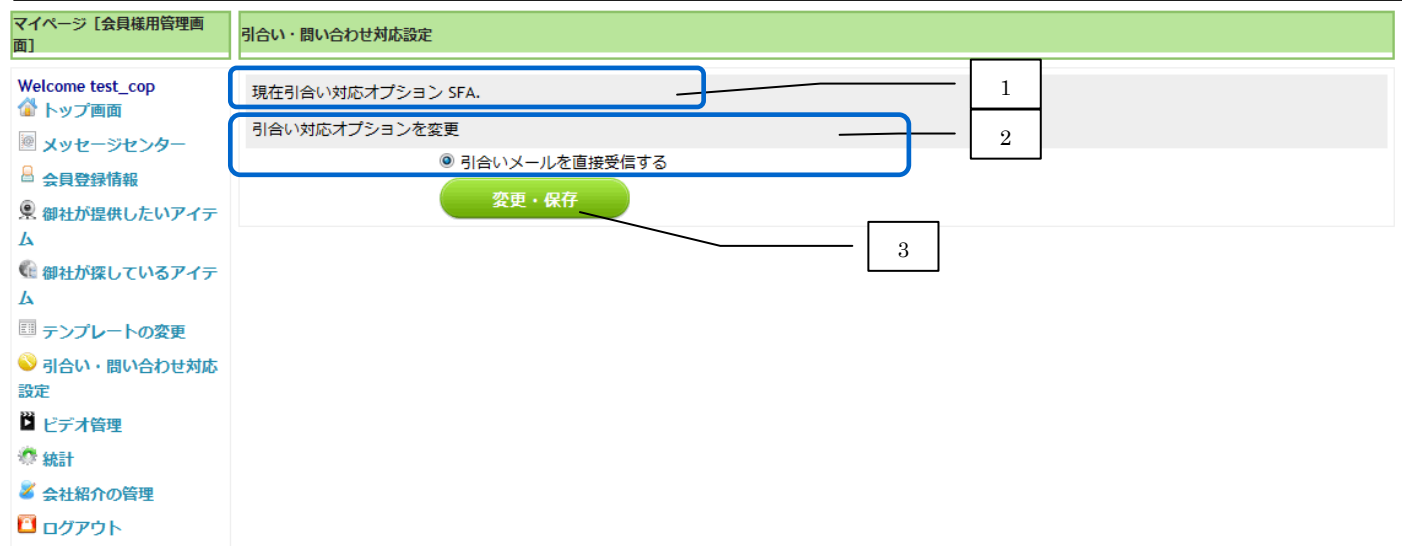 マイページ［会員様用管理画
面］
引合い・問い合わせ対応設定
Welcome test_cop
トップ画面
メッセージセンター
会員登録情報
御社が提供したいアイテ
ム
御社が探しているアイテ
ム
テンプレートの変更
引合い・問い合わせ対応
設定
ビデオ管理
統計
会社紹介の管理
ログアウト
現在引合い対応オプション SFA.
1
引合い対応オプションを変更
2
引合いメールを直接受信する
変更・保存
3